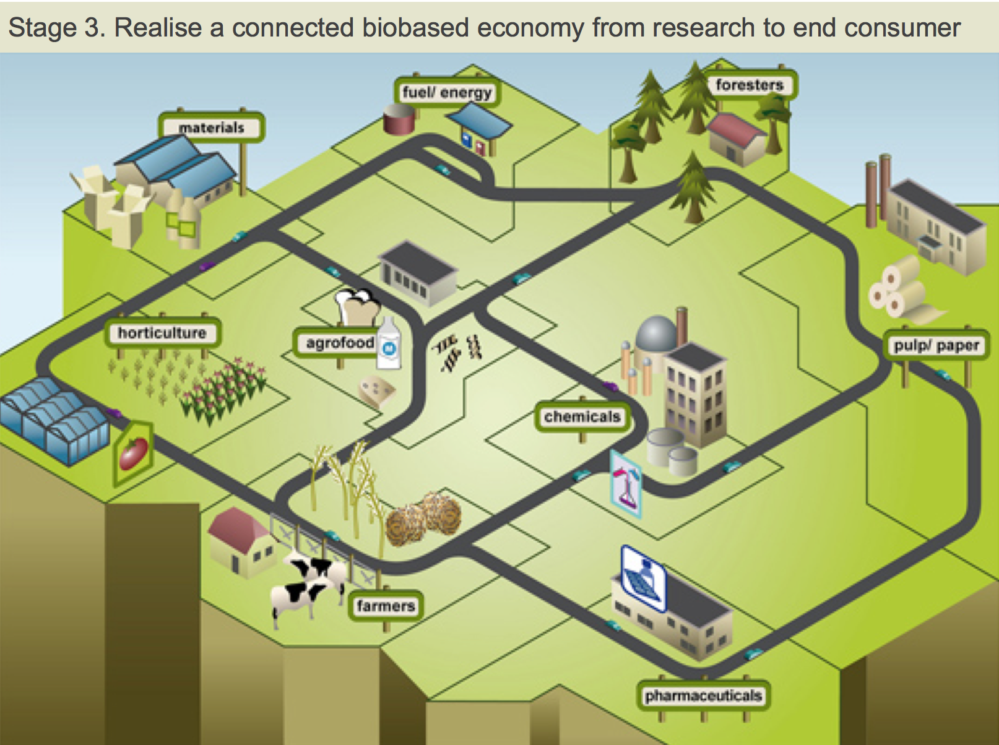 Stage 3. Realise a connected biobased economy from research to end consumer
fuel/ energy
foresters
materials
horticulture
agrofood
pulp/ paper
chemicals
farmers
pharmaceuticals